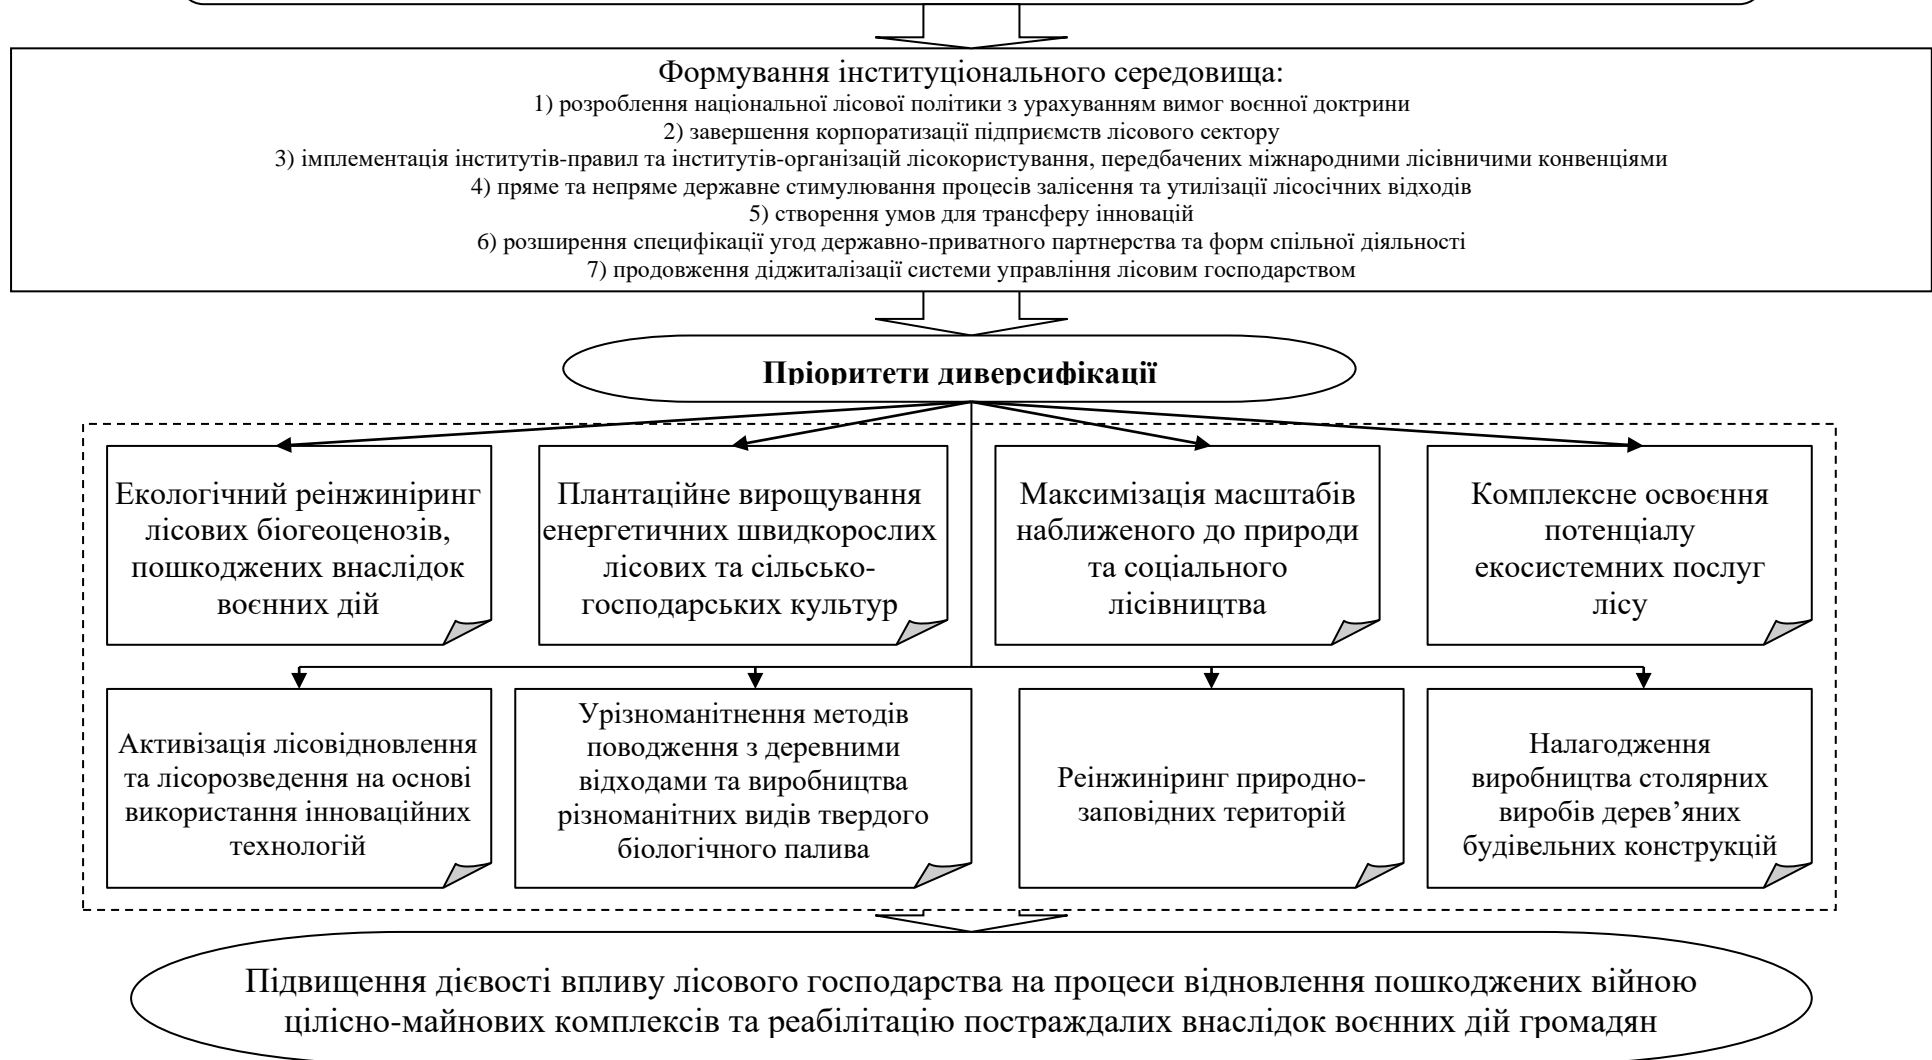 Формування інституціонального середовища:
1) розроблення національної лісової політики з урахуванням вимог воєнної доктрини
2) завершення корпоратизації підприємств лісового сектору
3) імплементація інститутів-правил та інститутів-організацій лісокористування, передбачених міжнародними лісівничими конвенціями
4) пряме та непряме державне стимулювання процесів залісення та утилизації лісосічних відходів
5) створення умов для трансферу інновацій
6) розширення специфікації угод державно-приватного партнерства та форм спільної діяльності
7) продовження діджиталізації системи управління лісовим господарством
Пріоритети диверсифікації
Екологічний реінжиніринг
лісових біогеоценозів,
пошкоджених внаслідок
воєнних дій
Плантаційне вирощування
енергетичних швидкорослих
лісових та сільсько-
господарських культур
Максимізація масштабів
наближеного до природи
та соціального
лісівництва
Комплексне освоєння
потенціалу
екосистемних послуг
лісу
Активізація лісовідновлення
та лісорозведення на основі
використання інноваційних
технологій
Урізноманітнення методів
поводження з деревними
відходами та виробництва
різноманітних видів твердого
біологічного палива
Реінжиніринг природно-
заповідних територій
Налагодження
виробництва столярних
виробів дерев’яних
будівельних конструкцій
Підвищення дієвості впливу лісового господарства на процеси відновлення пошкоджених війною
цілісно-майнових комплексів та реабілітацію постраждалих внаслідок воєнних дій громадян